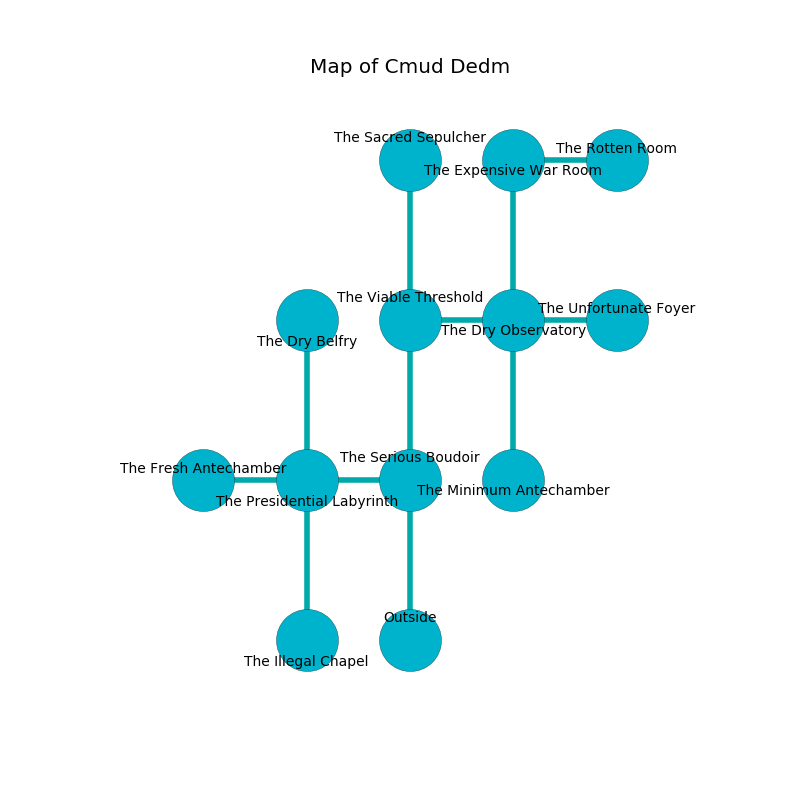 Map of Cmud Dedm
The Sacred Sepulcher
The Rotten Room
The Expensive War Room
The Viable Threshold
The Unfortunate Foyer
The Dry Observatory
The Dry Belfry
The Serious Boudoir
The Fresh Antechamber
The Minimum Antechamber
The Presidential Labyrinth
Outside
The Illegal Chapel